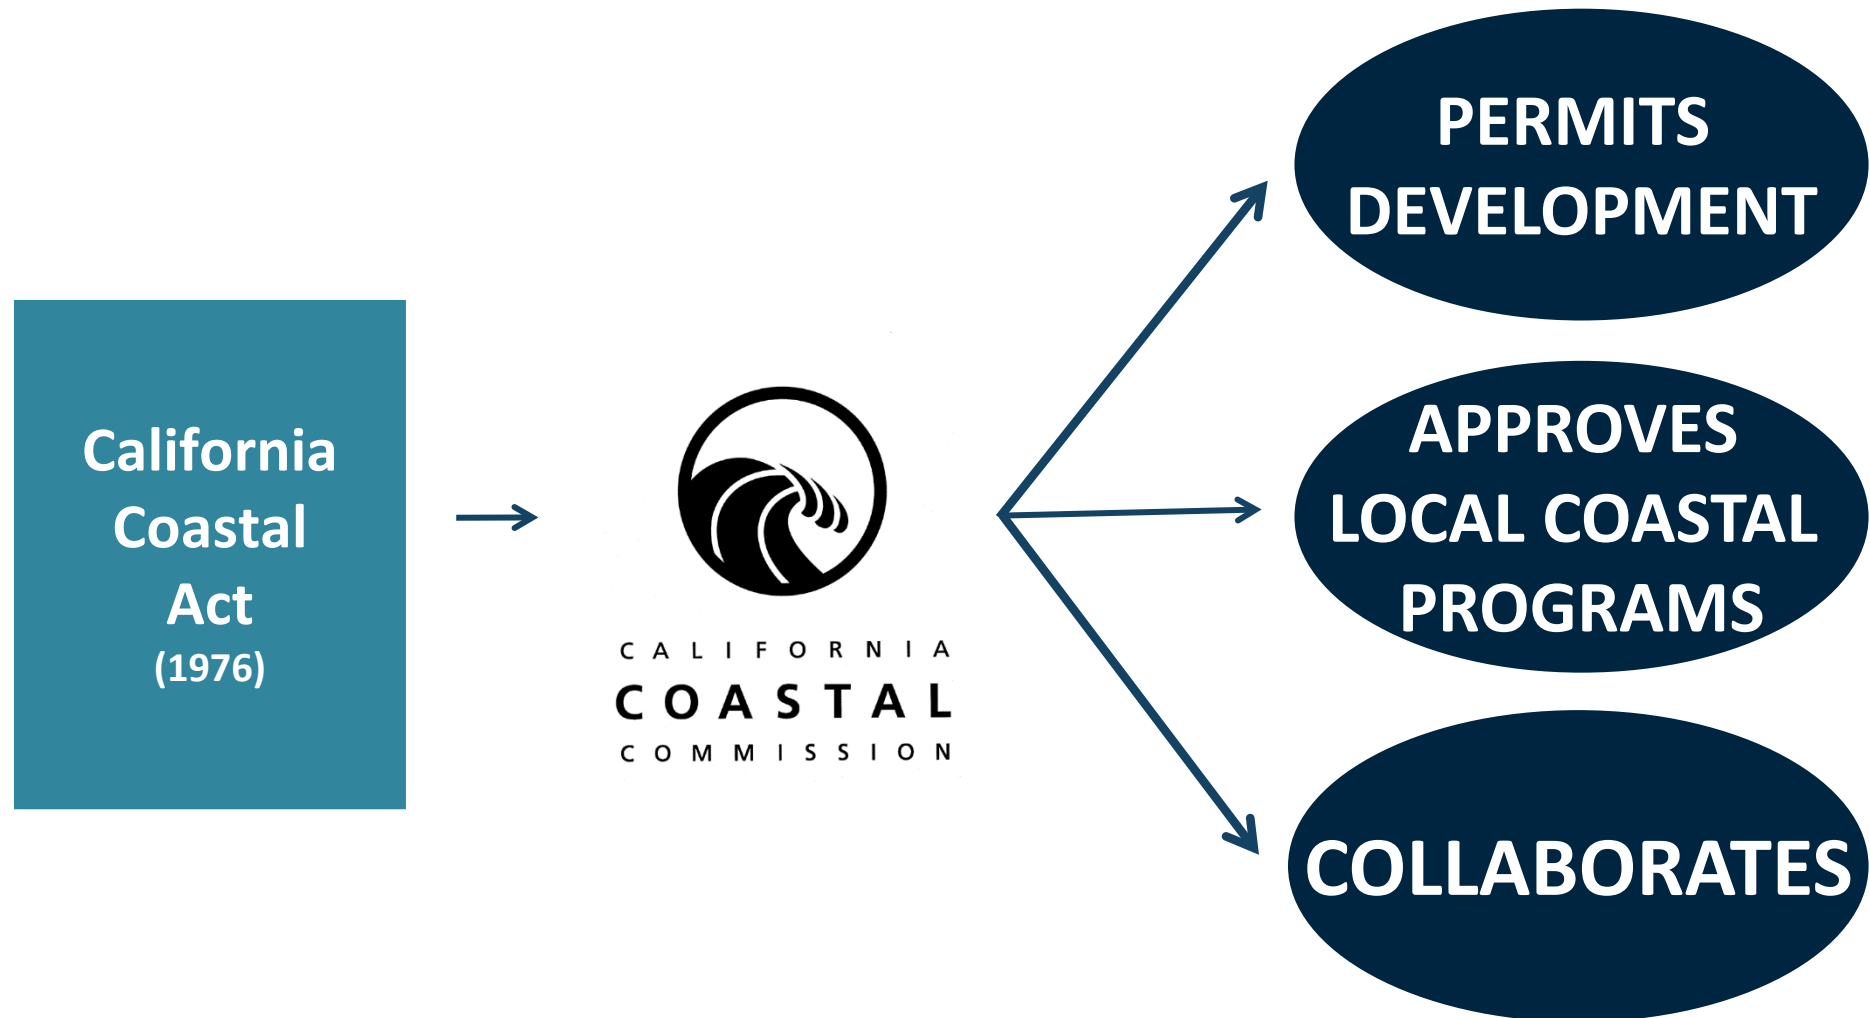 California
Coastal
Act
(1976)
CALIFORNIA
COASTAL
COMMISSION
PERMITS
DEVELOPMENT
APPROVES
LOCAL COASTAL
PROGRAMS
COLLABORATES